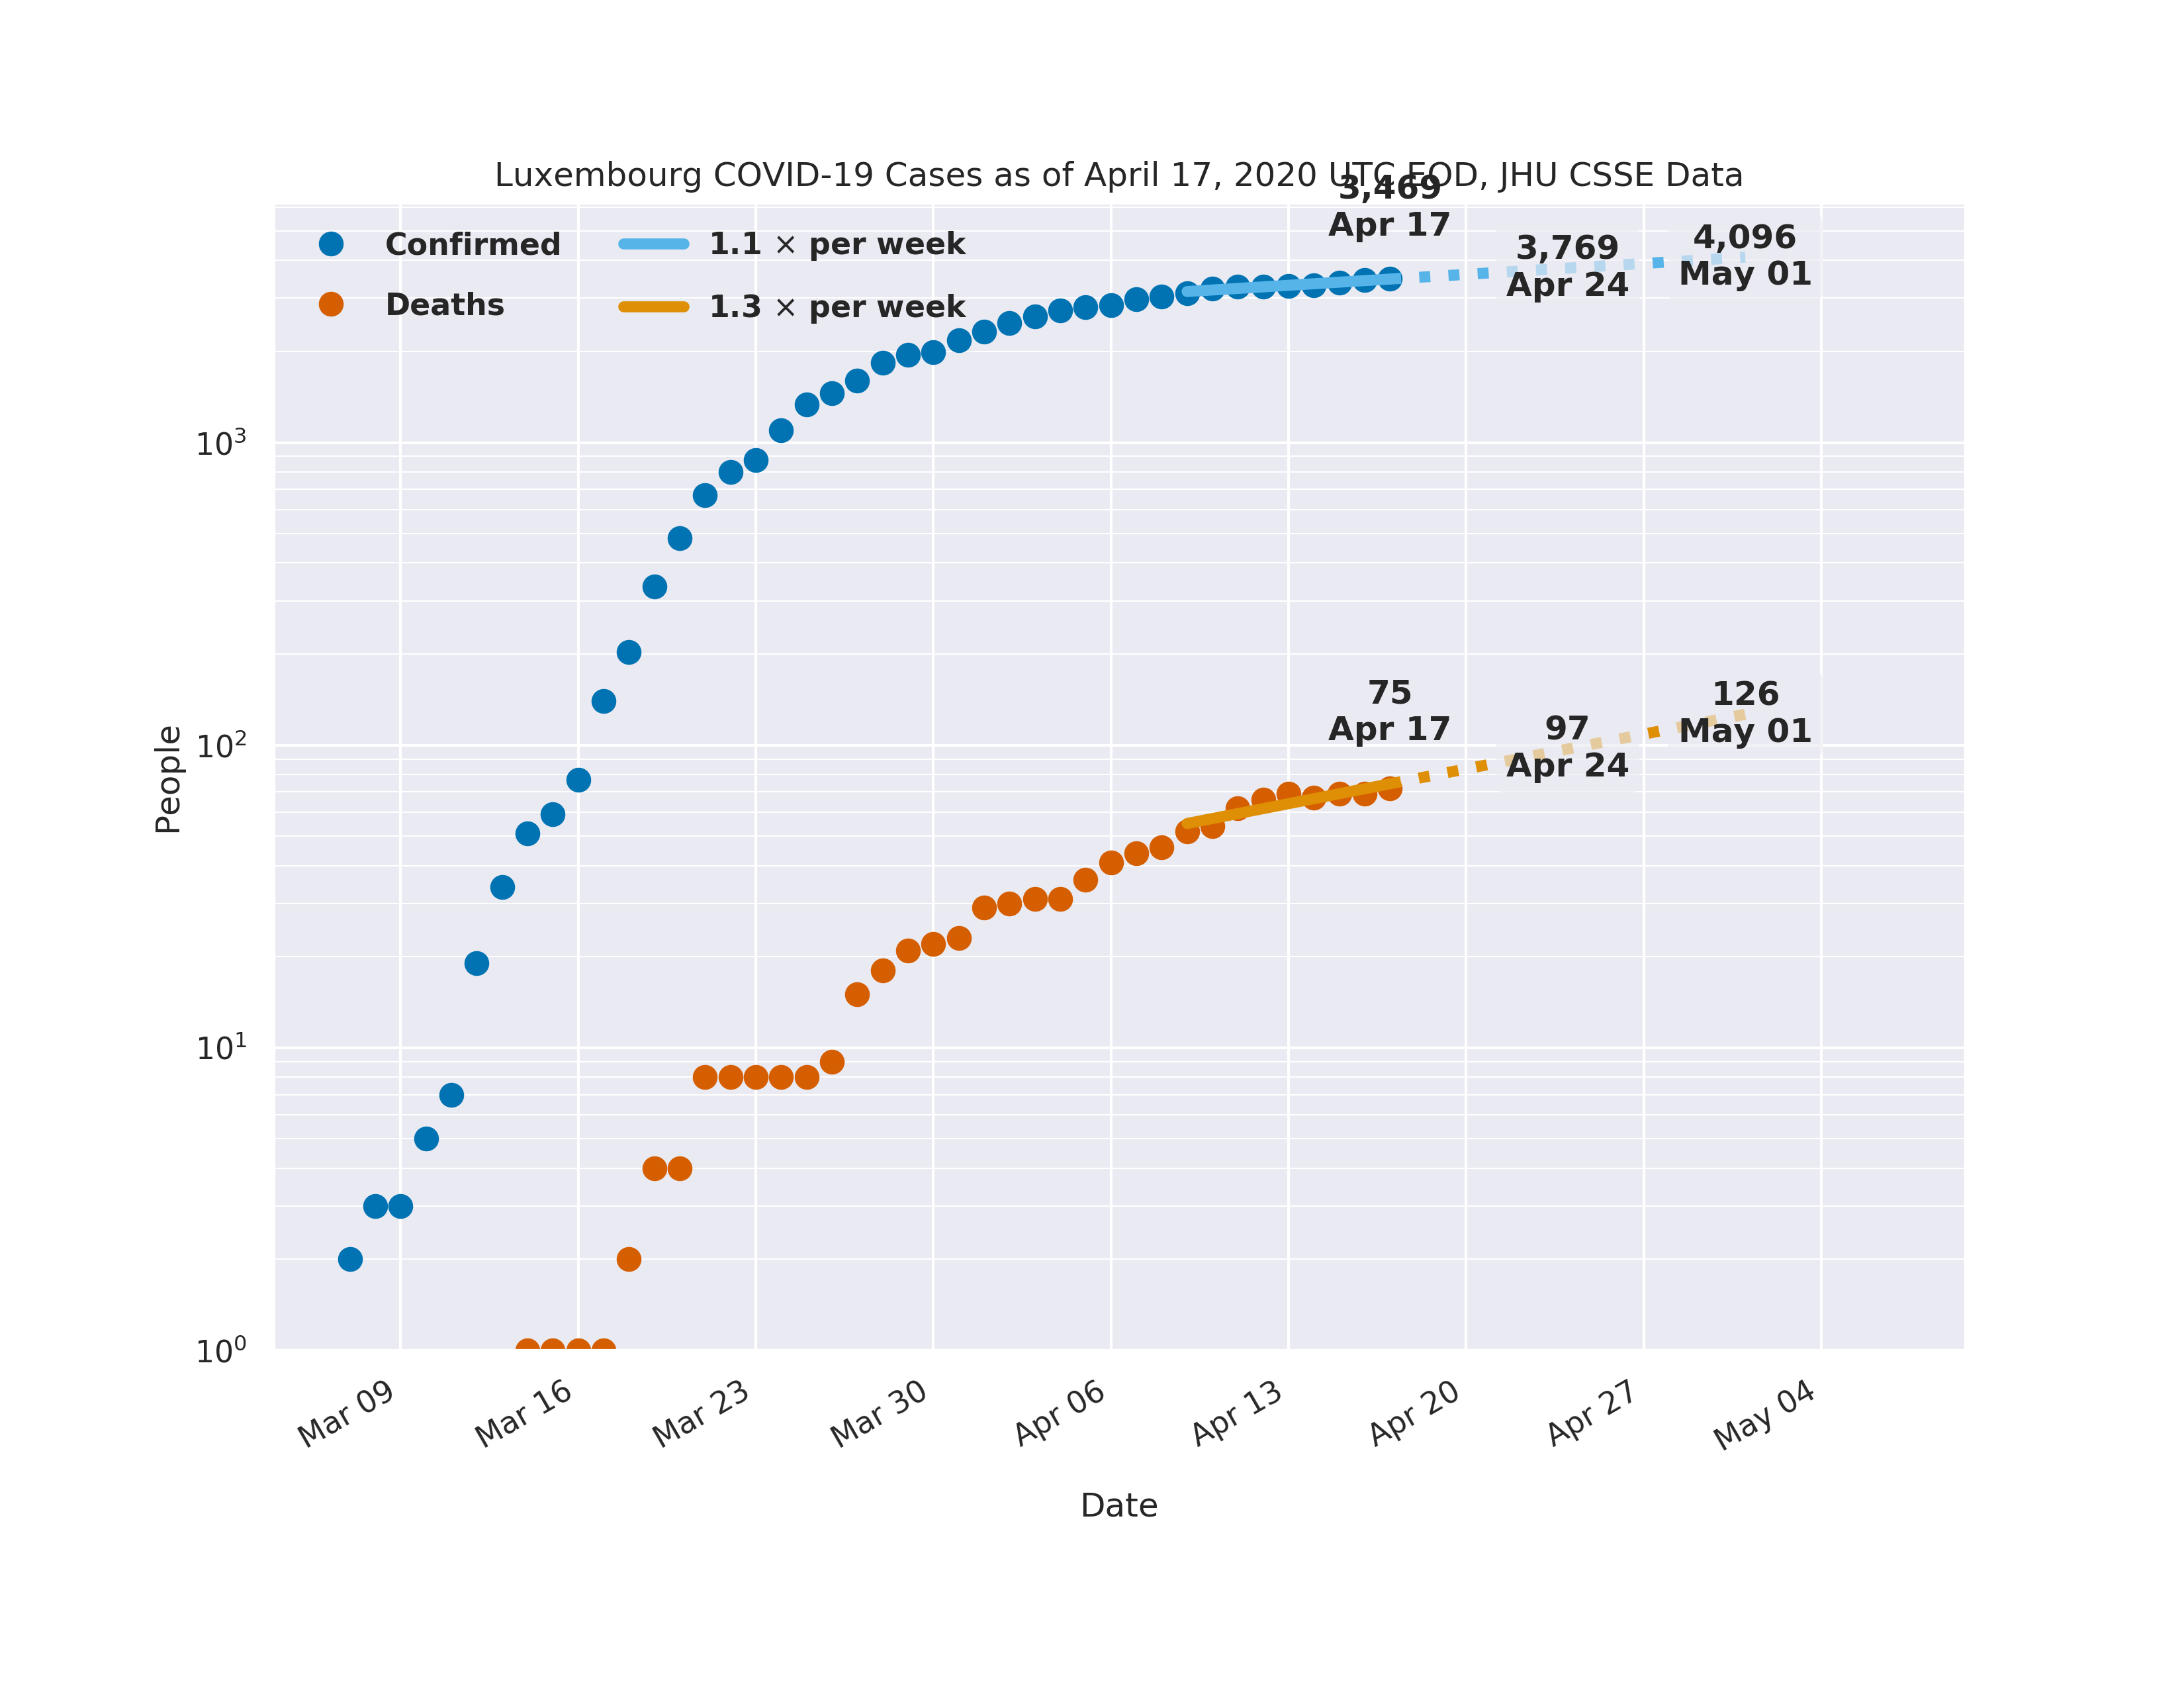 Luxembourg COVID-19 Cases as of April 17, 2020 UTC EOD, JHU CSSE Data
3,469
Apr 17
3,769
Apr 24
4,096
May 01
Confirmed
1.1 × per week
Deaths
1.3 × per week
75
Apr 17
97
Apr 24
126
May 01
People
10³
10²
10¹
10⁰
Mar 09
Mar 16
Mar 23
Mar 30
Apr 06
Apr 13
Apr 20
Apr 27
May 04
Date